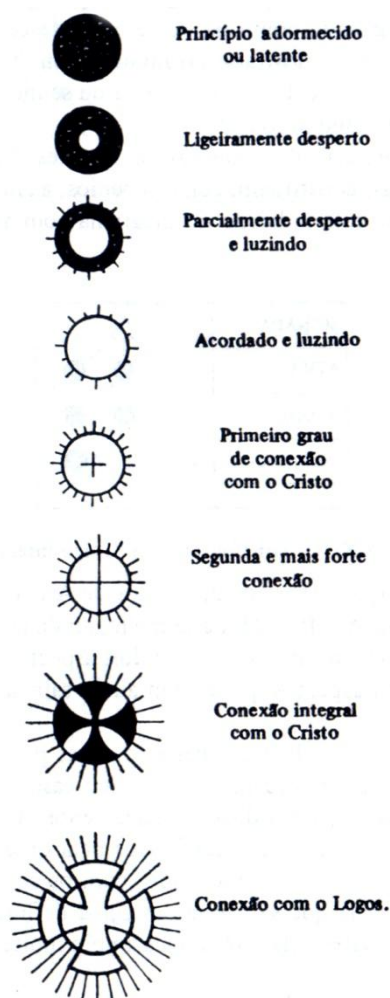 Princípio adormecido
ou latente
Ligeiramente desperto
Parcialmente desperto
e luzindo
Acordado e luzindo
Primeiro grau
de conexão
com o Cristo
Segunda e mais forte
conexão
Conexão integral
com o Cristo
Conexão com o Logos.